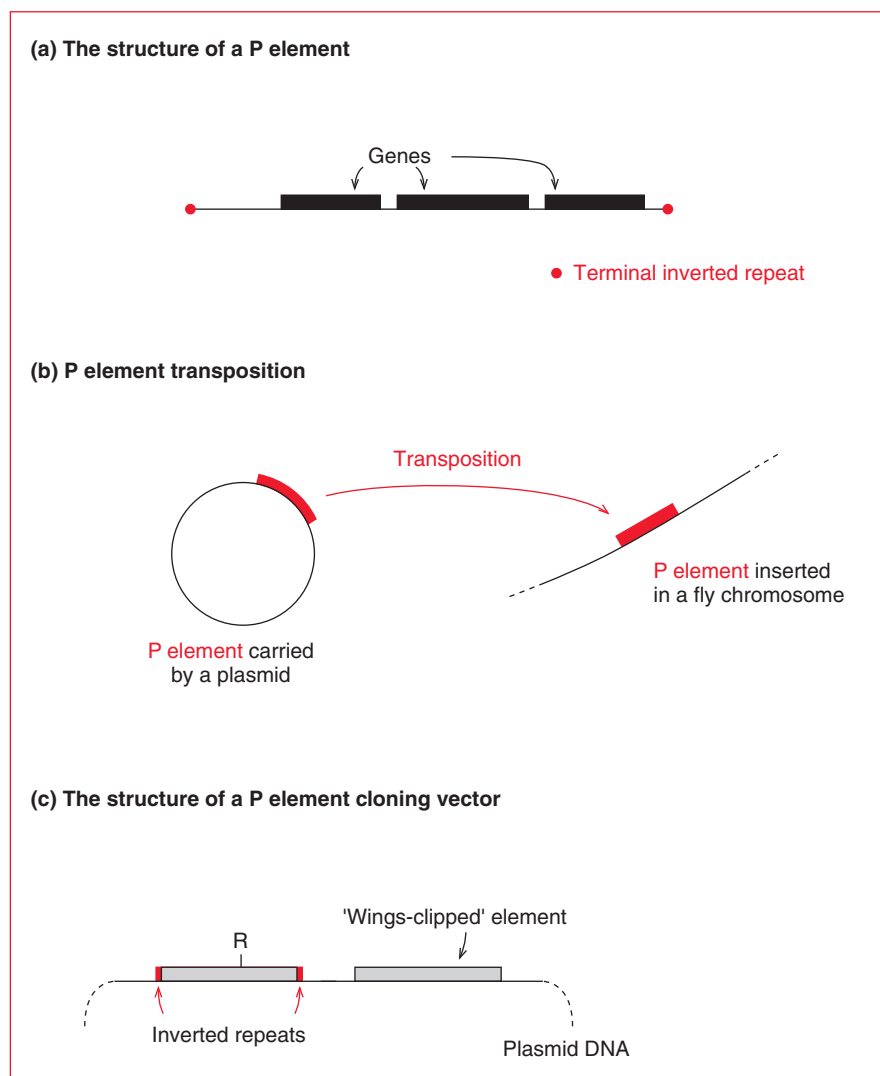 (a) The structure of a P element
Genes
Terminal inverted repeat
(b) P element transposition
Transposition
P element inserted
in a fly chromosome
P element carried
by a plasmid
(c) The structure of a P element cloning vector
'Wings-clipped' element
R
Inverted repeats
Plasmid DNA